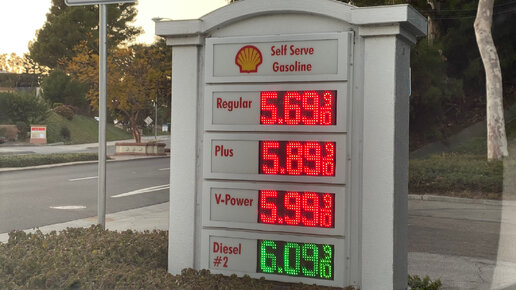 Self Serve
Gasoline
Regular 5.69 9/10
Plus 5.89 9/10
V-Power 5.99 9/10
Diesel 6.09 9/10
#2